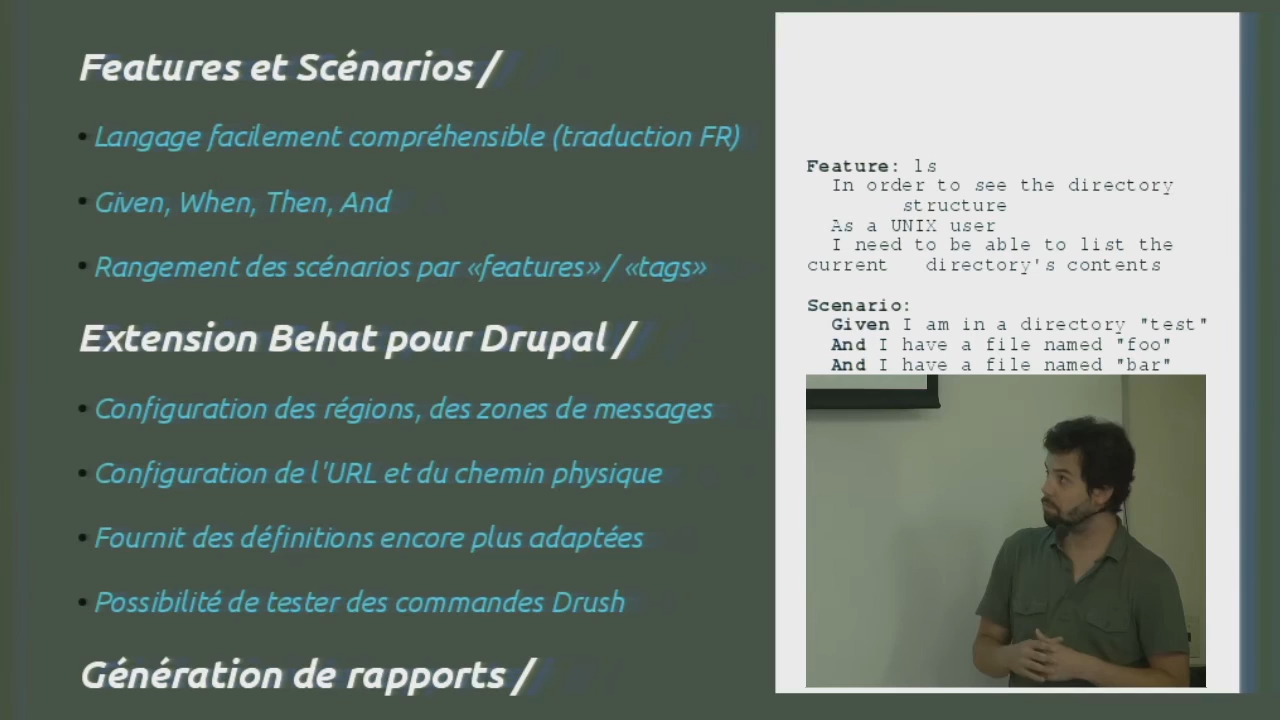 Features et Scénarios /
• Langage facilement compréhensible (traduction FR)
• Given, When, Then, And
• Rangement des scénarios par «features» / «tags»
Extension Behat pour Drupal /
• Configuration des régions, des zones de messages
• Configuration de l'URL et du chemin physique
• Fournit des définitions encore plus adaptées
• Possibilité de tester des commandes Drush
Génération de rapports /
Feature: ls
In order to see the directory
structure
As a UNIX user
I need to be able to list the
current directory's contents
Scenario:
Given I am in a directory "test"
And I have a file named "foo"
And I have a file named "bar"